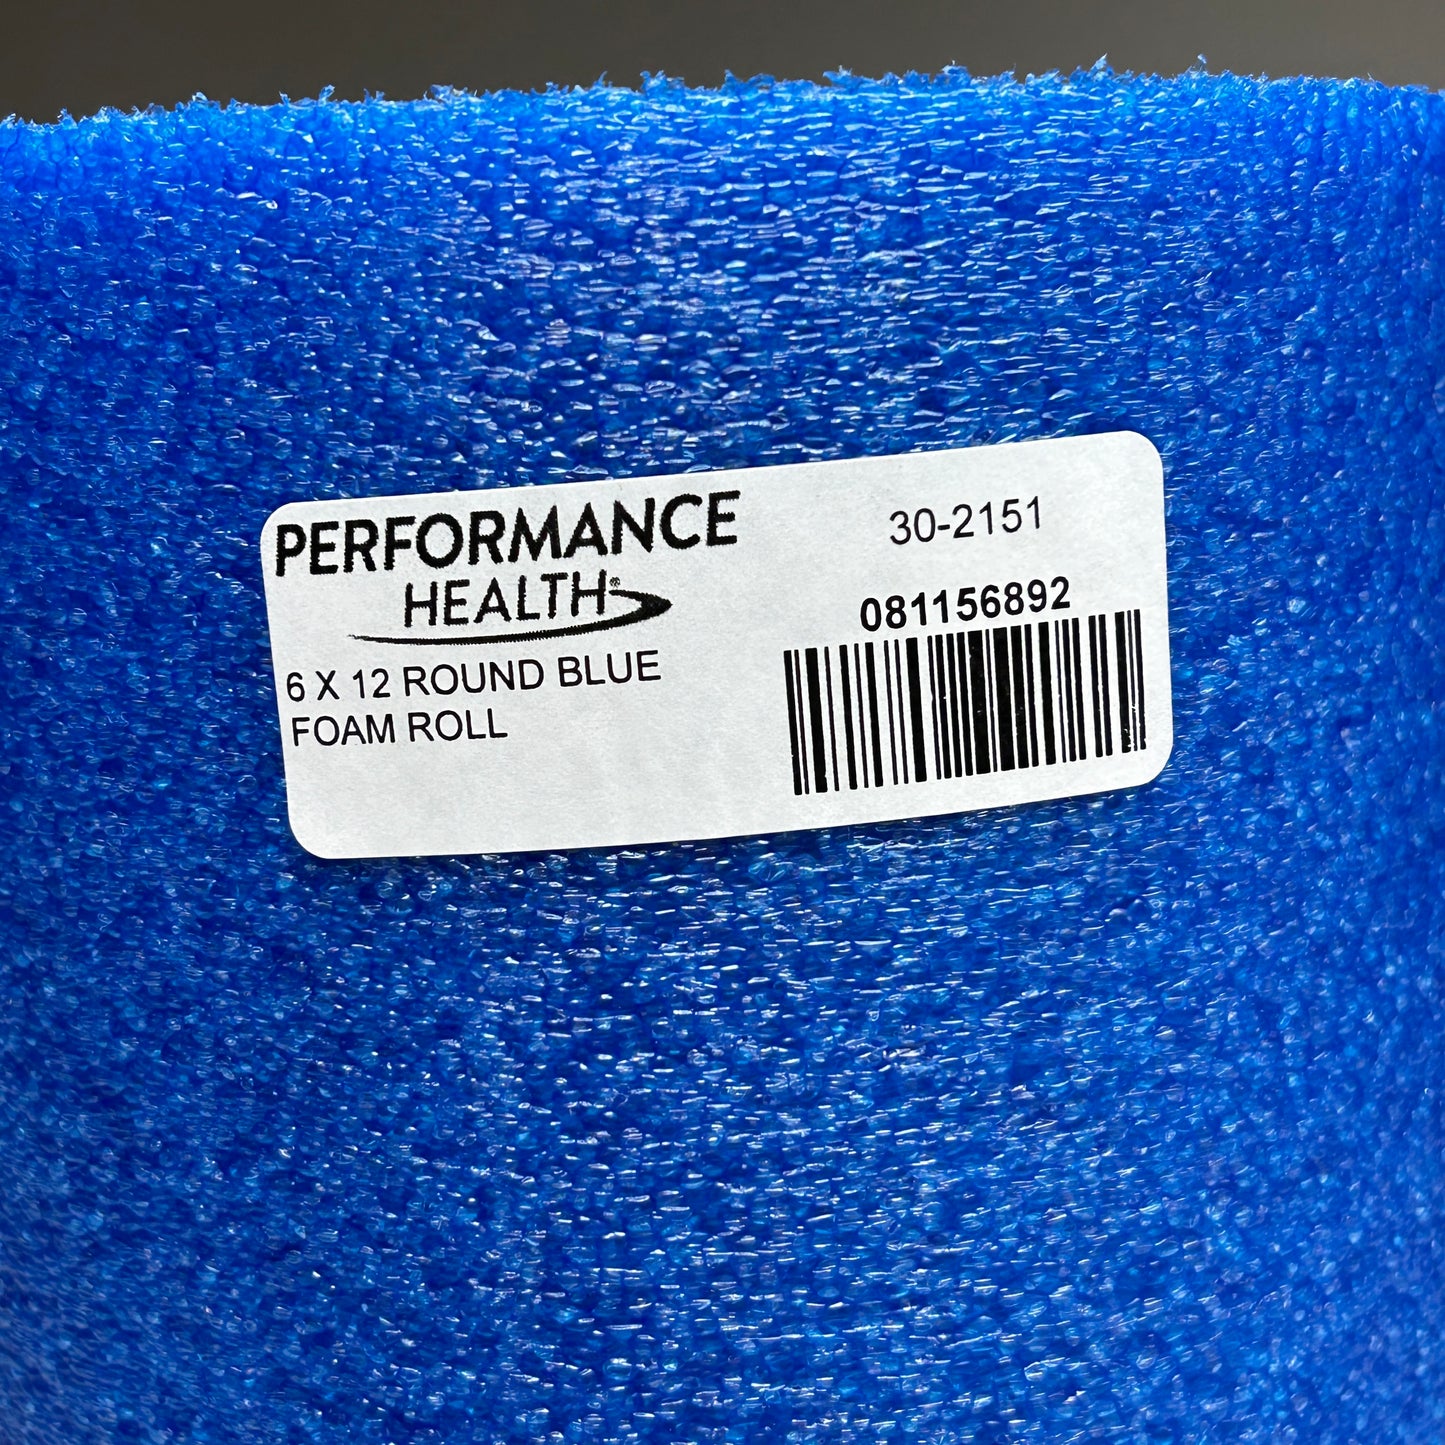 PERFORMANCE
HEALTH®
6 X 12 ROUND BLUE
FOAM ROLL
30-2151
081156892